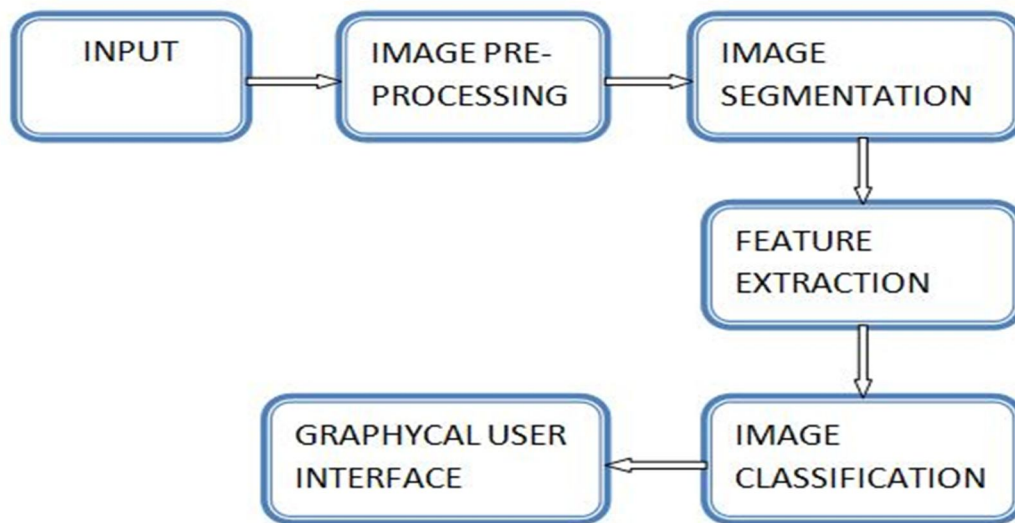 INPUT
IMAGE PRE-
PROCESSING
IMAGE
SEGMENTATION
FEATURE
EXTRACTION
IMAGE
CLASSIFICATION
GRAPHYCAL USER
INTERFACE